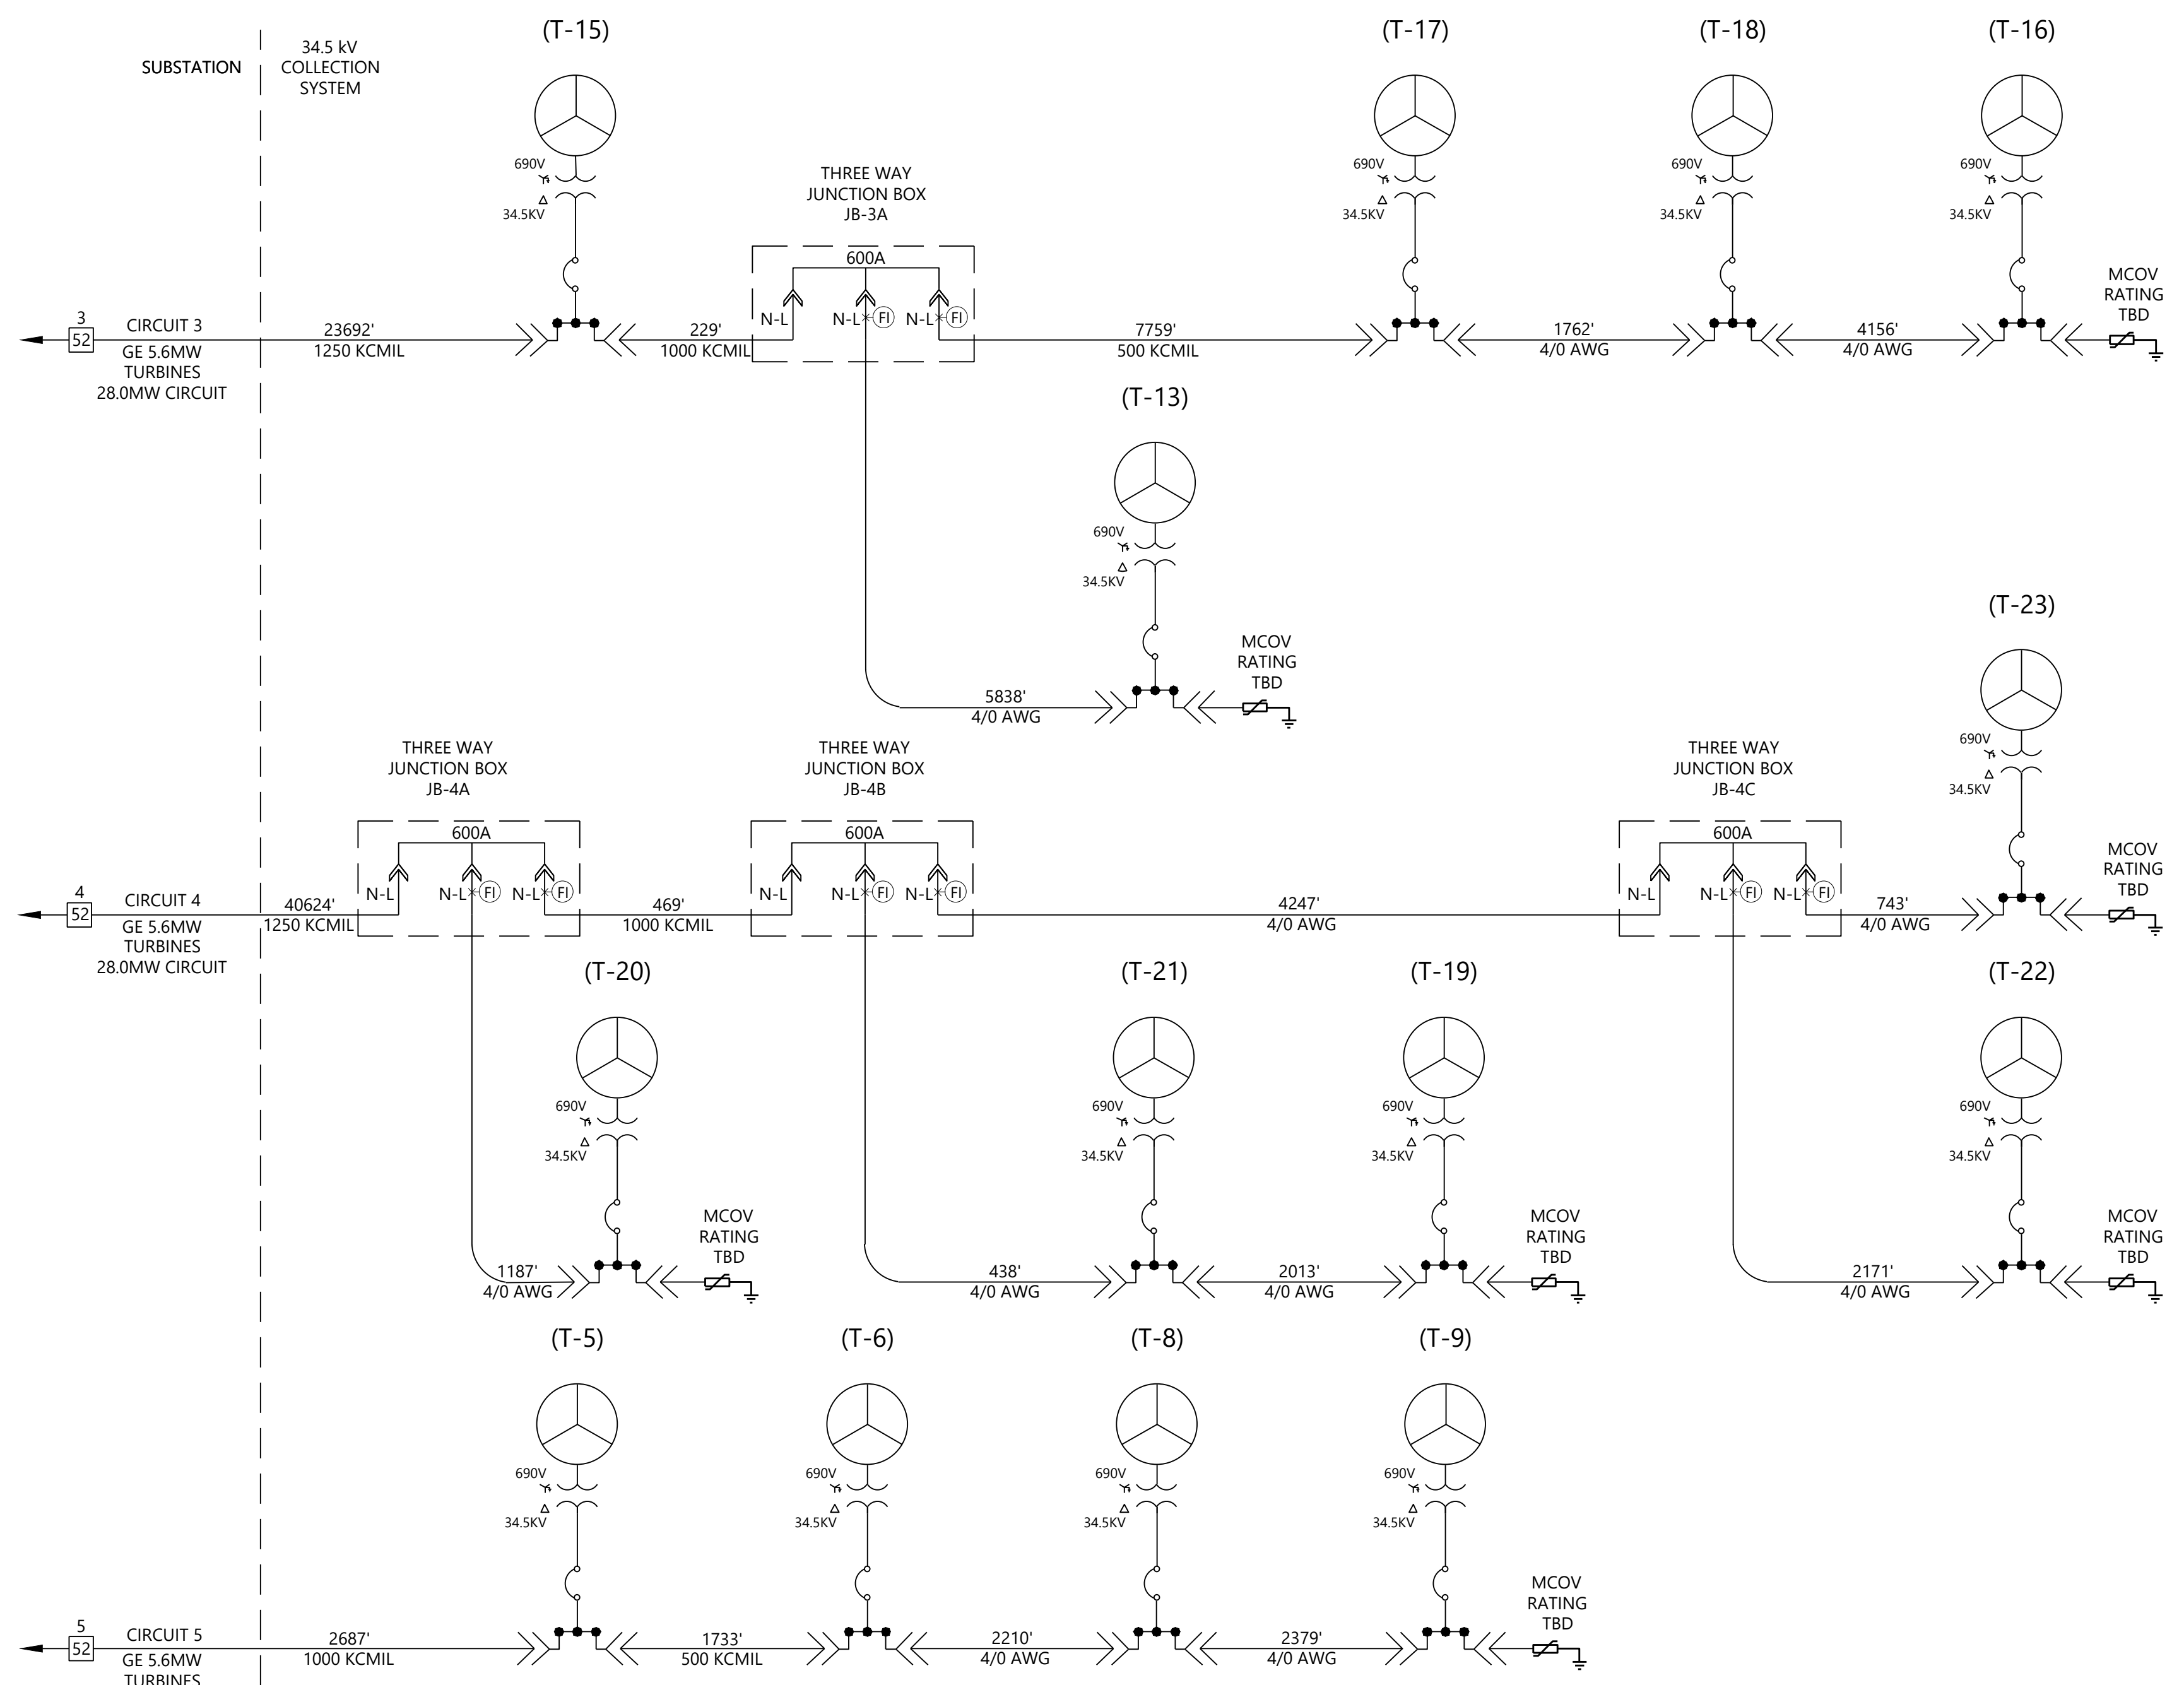 (T-15)
(T-17)
(T-18)
(T-16)
SUBSTATION
34.5 kV
COLLECTION
SYSTEM
690V
34.5KV
THREE WAY
JUNCTION BOX
JB-3A
600A
N-L
N-L
FI
N-L
FI
690V
34.5KV
690V
34.5KV
690V
34.5KV
MCOV
RATING
TBD
3
52
CIRCUIT 3
GE 5.6MW
TURBINES
28.0MW CIRCUIT
23692'
1250 KCMIL
229'
1000 KCMIL
7759'
500 KCMIL
1762'
4/0 AWG
4156'
4/0 AWG
(T-13)
690V
34.5KV
MCOV
RATING
TBD
5838'
4/0 AWG
(T-23)
690V
34.5KV
MCOV
RATING
TBD
THREE WAY
JUNCTION BOX
JB-4A
600A
N-L
N-L
FI
N-L
FI
THREE WAY
JUNCTION BOX
JB-4B
600A
N-L
N-L
FI
N-L
FI
THREE WAY
JUNCTION BOX
JB-4C
600A
N-L
N-L
FI
N-L
FI
4
52
CIRCUIT 4
GE 5.6MW
TURBINES
28.0MW CIRCUIT
40624'
1250 KCMIL
469'
1000 KCMIL
4247'
4/0 AWG
743'
4/0 AWG
(T-20)
(T-21)
(T-19)
(T-22)
690V
34.5KV
690V
34.5KV
690V
34.5KV
690V
34.5KV
MCOV
RATING
TBD
MCOV
RATING
TBD
MCOV
RATING
TBD
1187'
4/0 AWG
438'
4/0 AWG
2013'
4/0 AWG
2171'
4/0 AWG
(T-5)
(T-6)
(T-8)
(T-9)
690V
34.5KV
690V
34.5KV
690V
34.5KV
690V
34.5KV
MCOV
RATING
TBD
5
52
CIRCUIT 5
GE 5.6MW
TURBINES
2687'
1000 KCMIL
1733'
500 KCMIL
2210'
4/0 AWG
2379'
4/0 AWG